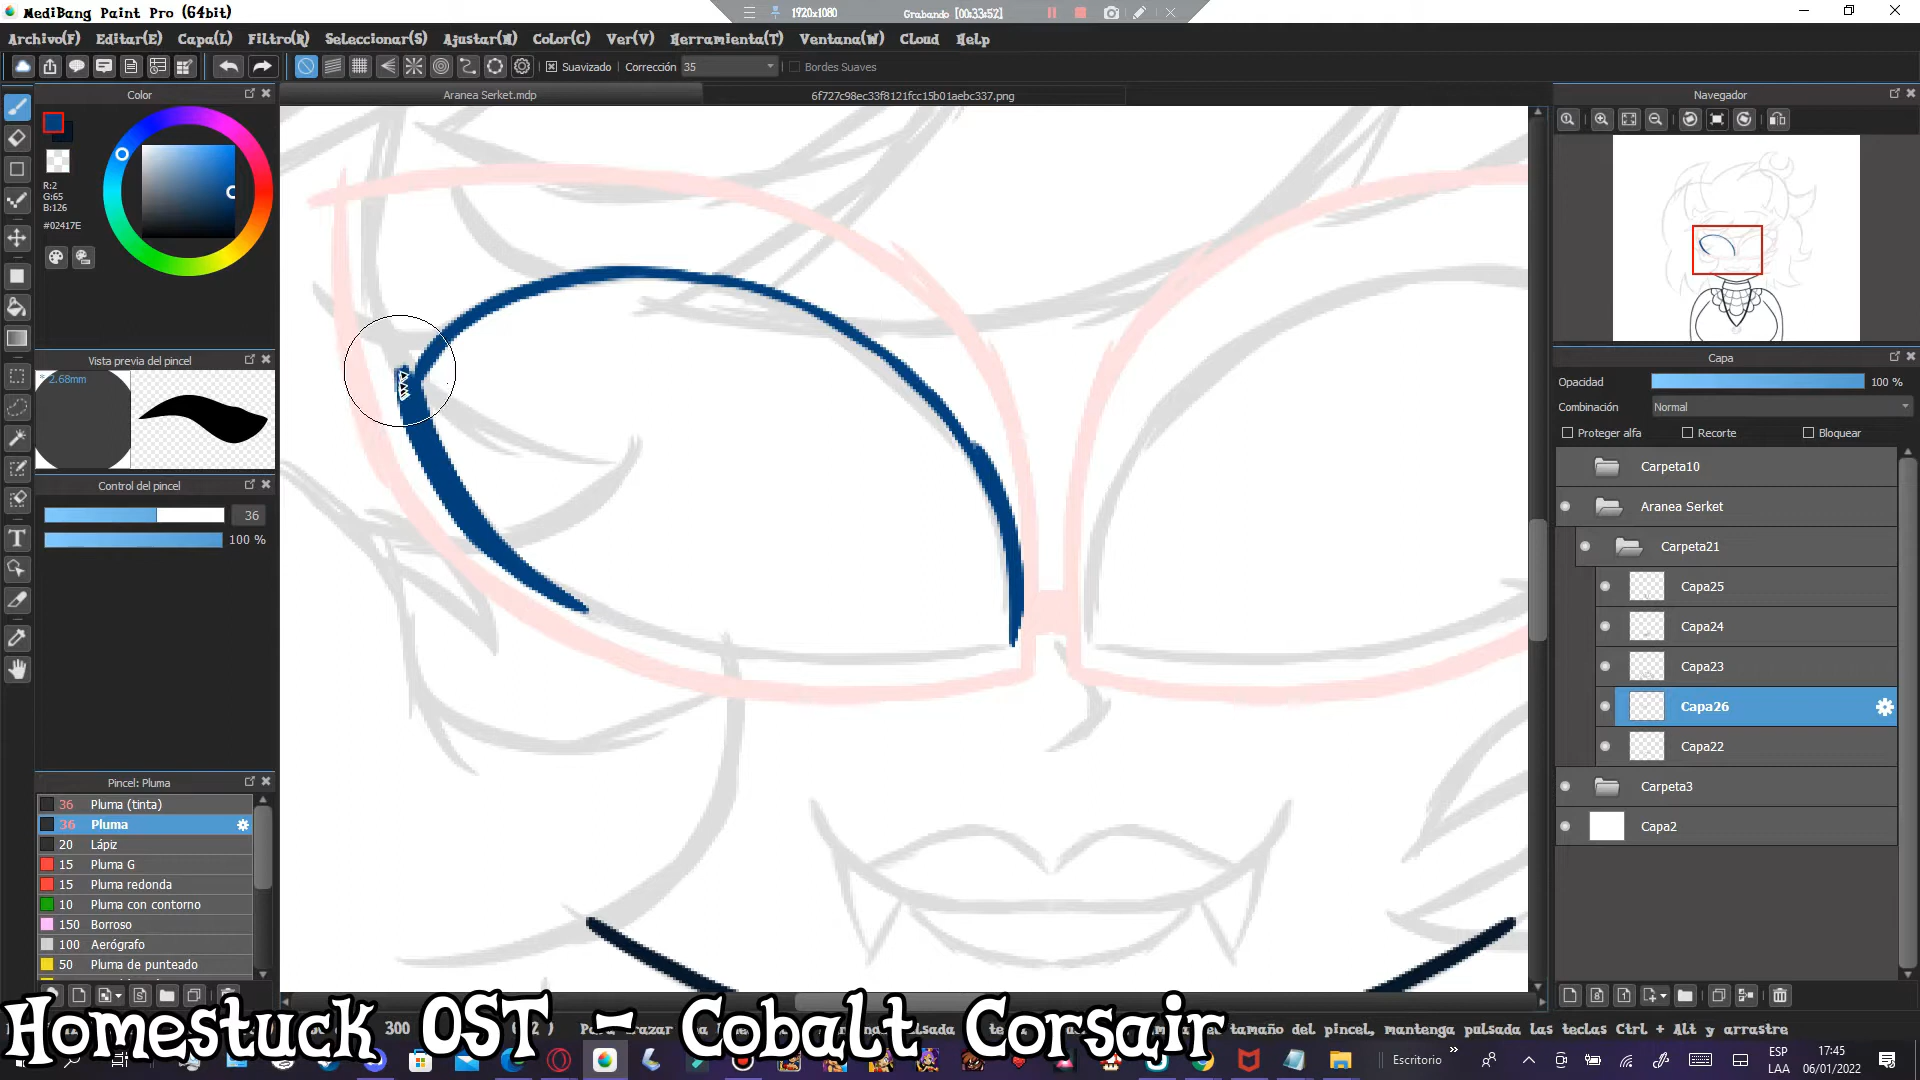 MediBang Paint Pro (64bit)
1920x1080
Grabando [00:33:52]
Archivo(F) Editar(E) Capa(L) Filtro(R) Seleccionar(S) Ajustar(N) Color(C) Ver(V) Herramienta(T) Ventana(W) Cloud Help
Suavizado Corrección 35 Bordes Suaves
Color
Aranea Serket.mdp
6f727c98ec33f8121fcc15b01aebc337.png
Navegador
R:2
G:65
B:126
#02417E
Vista previa del pincel
* 2.68mm
Control del pincel
36
100 %
Pincel: Pluma
36 Pluma (tinta)
36 Pluma
20 Lápiz
15 Pluma G
15 Pluma redonda
10 Pluma con contorno
150 Borroso
100 Aerógrafo
50 Pluma de punteado
Capa
Opacidad 100 %
Combinación Normal
Proteger alfa Recorte Bloquear
Carpeta10
Aranea Serket
Carpeta21
Capa25
Capa24
Capa23
Capa26
Capa22
Carpeta3
Capa2
300
tamaño del pincel, mantenga pulsada las teclas Ctrl + Alt y arrastre
Homestuck OST - Cobalt Corsair
Escritorio
ESP
LAA
17:45
06/01/2022